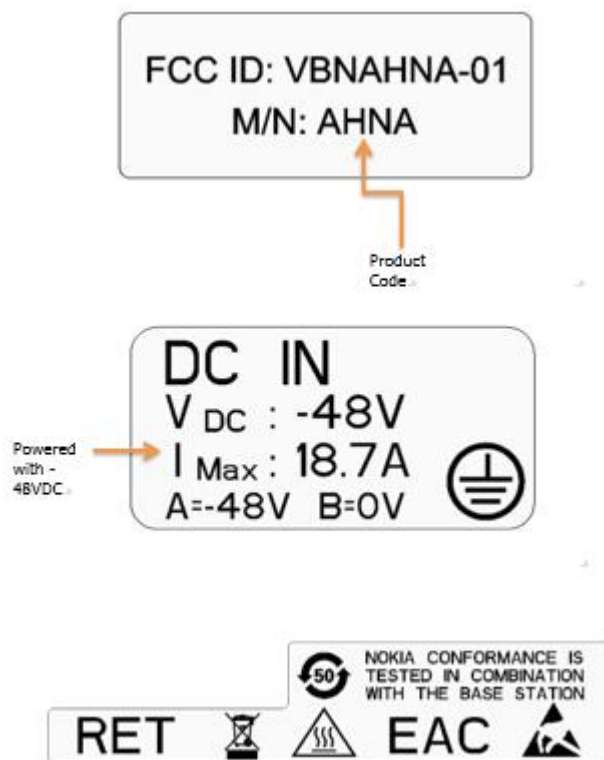 FCC ID: VBNAHNA-01
M/N: AHNA
Product
Code
DC IN
V DC : -48V
I Max : 18.7A
A=-48V B=0V
Powered
with -
48VDC
50
NOKIA CONFORMANCE IS
TESTED IN COMBINATION
WITH THE BASE STATION
RET EAC